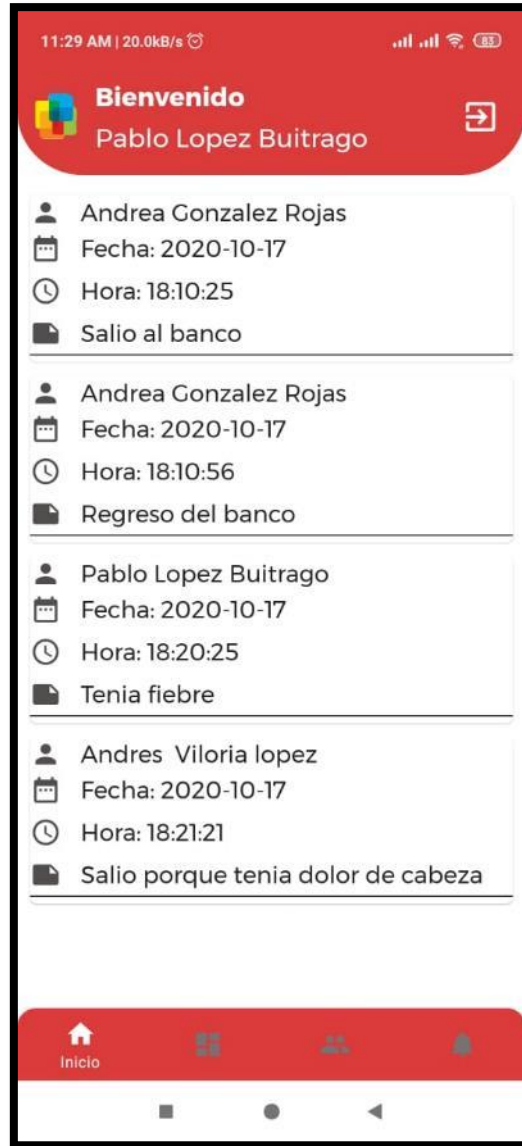 11:29 AM | 20.0kB/s
83
Bienvenido
Pablo Lopez Buitrago
Andrea Gonzalez Rojas
Fecha: 2020-10-17
Hora: 18:10:25
Salio al banco
Andrea Gonzalez Rojas
Fecha: 2020-10-17
Hora: 18:10:56
Regreso del banco
Pablo Lopez Buitrago
Fecha: 2020-10-17
Hora: 18:20:25
Tenia fiebre
Andres  Viloria lopez
Fecha: 2020-10-17
Hora: 18:21:21
Salio porque tenia dolor de cabeza
Inicio